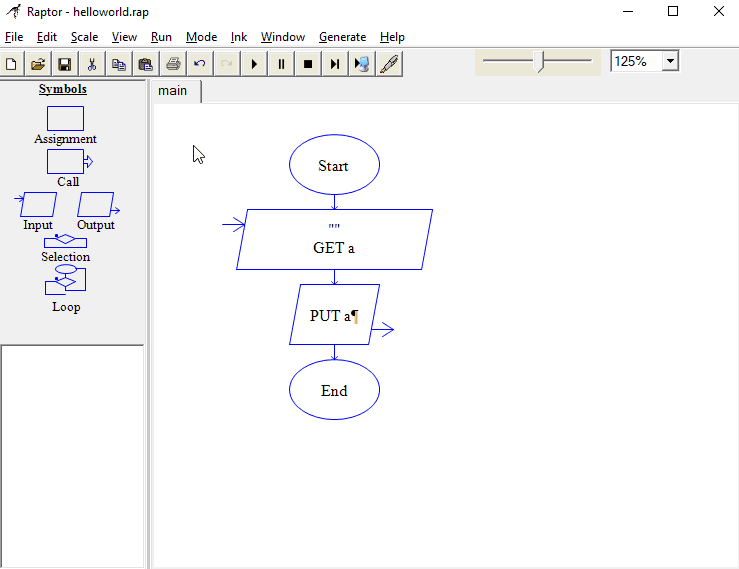 Raptor - helloworld.rap
File Edit Scale View Run Mode Ink Window Generate Help
125%
Symbols
Assignment
Call
Input Output
Selection
Loop
main
Start
""
GET a
PUT a¶
End